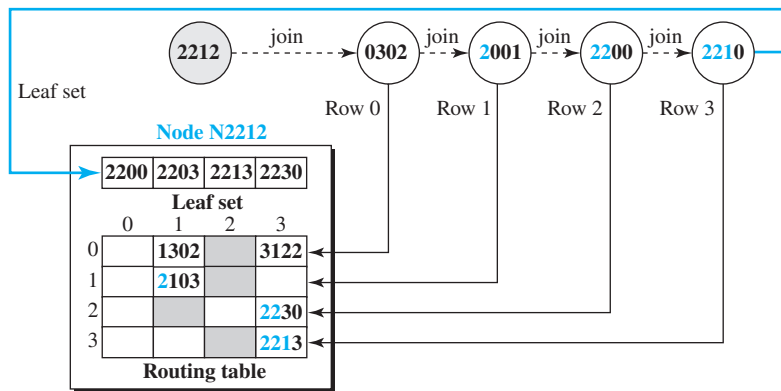 join join join join
2212 0302 2001 2200 2210
Leaf set
Row 0 Row 1 Row 2 Row 3
Node N2212
2200 2203 2213 2230
Leaf set
0 1 2 3
0 1302 3122
1 2103
2 2230
3 2213
Routing table